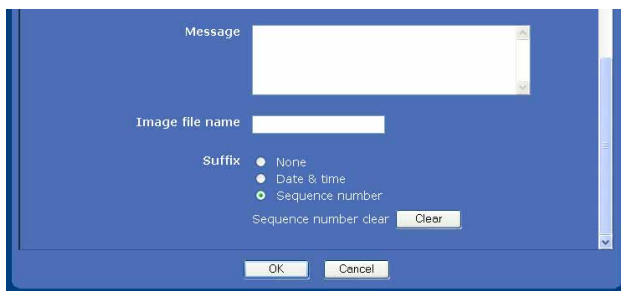 Message
Image file name
Suffix
None
Date & time
Sequence number
Sequence number clear Clear
OK Cancel